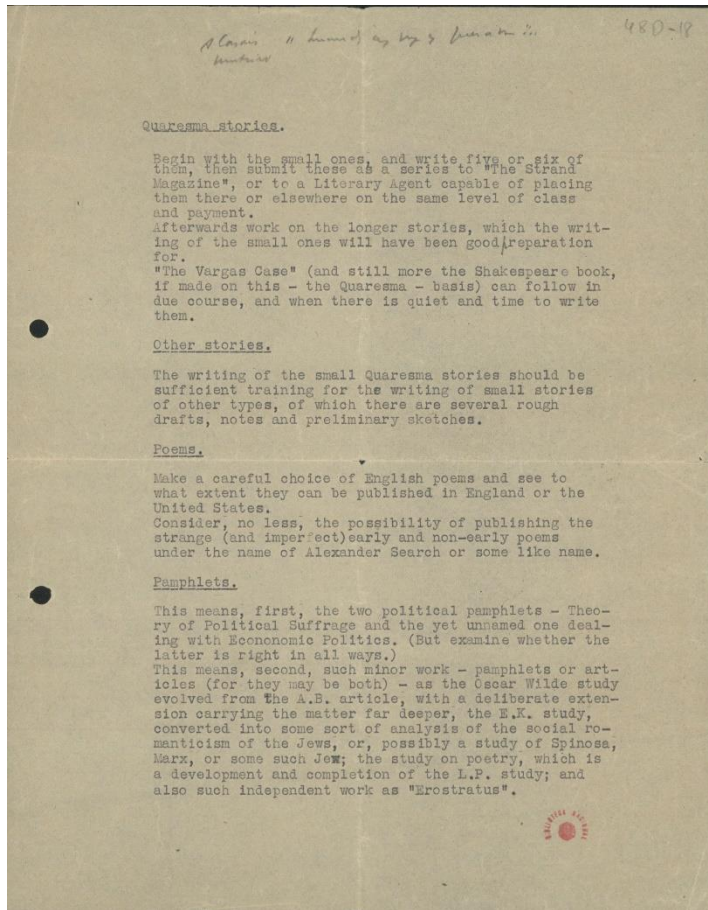 48D-18
Quaresma stories.
Begin with the small ones, and write five or six of
them, then submit these as a series to "The Strand
Magazine", or to a Literary Agent capable of placing
them there or elsewhere on the same level of class
and payment.
Afterwards work on the longer stories, which the writ-
ing of the small ones will have been good preparation
for.
"The Vargas Case" (and still more the Shakespeare book,
if made on this - the Quaresma - basis) can follow in
due course, and when there is quiet and time to write
them.
Other stories.
The writing of the small Quaresma stories should be
sufficient training for the writing of small stories
of other types, of which there are several rough
drafts, notes and preliminary sketches.
Poems.
Make a careful choice of English poems and see to
what extent they can be published in England or the
United States.
Consider, no less, the possibility of publishing the
strange (and imperfect)early and non-early poems
under the name of Alexander Search or some like name.
Pamphlets.
This means, first, the two political pamphlets - Theo-
ry of Political Suffrage and the yet unnamed one deal-
ing with Econonomic Politics. (But examine whether the
latter is right in all ways.)
This means, second, such minor work - pamphlets or art-
icles (for they may be both) - as the Oscar Wilde study
evolved from the A.B. article, with a deliberate exten-
sion carrying the matter far deeper, the E.K. study,
converted into some sort of analysis of the social ro-
manticism of the Jews, or, possibly a study of Spinosa,
Marx, or some such Jew; the study on poetry, which is
a development and completion of the L.P. study; and
also such independent work as "Erostratus".
BIBLIOTECA NACIONAL